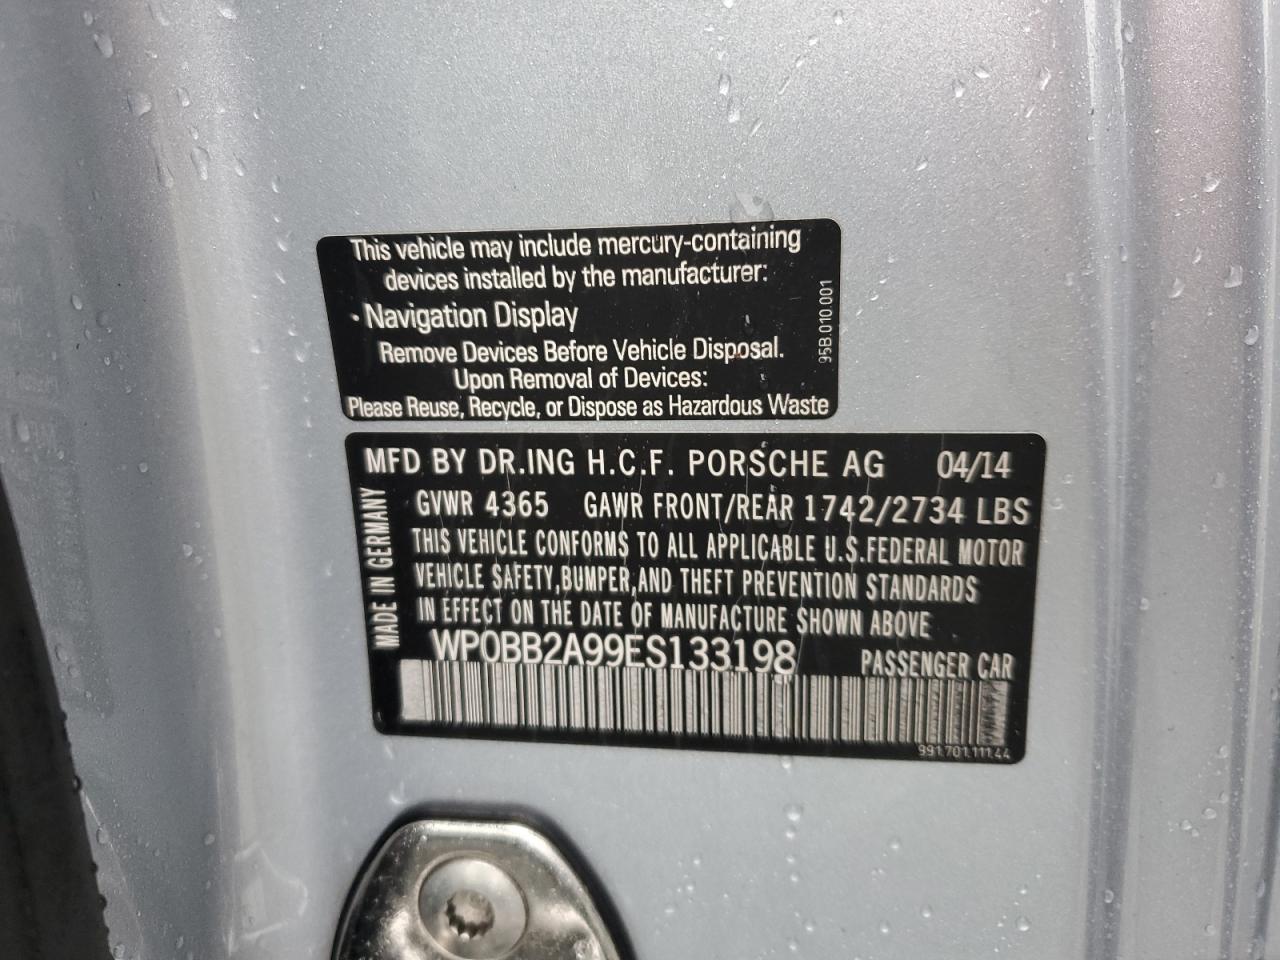 This vehicle may include mercury-containing
devices installed by the manufacturer:
· Navigation Display
Remove Devices Before Vehicle Disposal.
Upon Removal of Devices:
Please Reuse, Recycle, or Dispose as Hazardous Waste
95B.010.001
MFD BY DR.ING H.C.F. PORSCHE AG 04/14
GVWR 4365 GAWR FRONT/REAR 1742/2734 LBS
THIS VEHICLE CONFORMS TO ALL APPLICABLE U.S.FEDERAL MOTOR
VEHICLE SAFETY,BUMPER,AND THEFT PREVENTION STANDARDS
IN EFFECT ON THE DATE OF MANUFACTURE SHOWN ABOVE
MADE IN GERMANY
WP0BB2A99ES133198 PASSENGER CAR
991.701.111.44